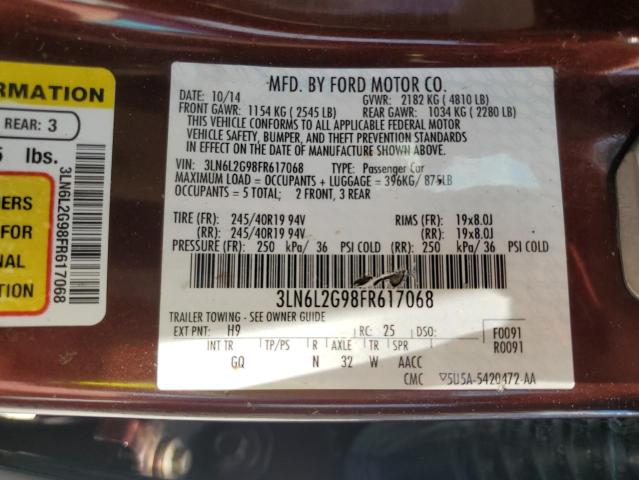 ORMATION
REAR: 3
lbs.
ERS
FOR
NAL
TION
3LN6L2G98FR617068
MFD. BY FORD MOTOR CO.
DATE: 10/14 GVWR: 2182 KG ( 4810 LB)
FRONT GAWR: 1154 KG ( 2545 LB) REAR GAWR: 1034 KG ( 2280 LB)
THIS VEHICLE CONFORMS TO ALL APPLICABLE FEDERAL MOTOR
VEHICLE SAFETY, BUMPER, AND THEFT PREVENTION STANDARDS
IN EFFECT ON THE DATE OF MANUFACTURE SHOWN ABOVE.
VIN: 3LN6L2G98FR617068 TYPE: Passenger Car
MAXIMUM LOAD = OCCUPANTS + LUGGAGE = 396KG/ 875LB
OCCUPANTS = 5 TOTAL: 2 FRONT, 3 REAR
TIRE (FR): 245/40R19 94V RIMS (FR): 19x8.0J
(RR): 245/40R19 94V (RR): 19x8.0J
PRESSURE (FR): 250 kPa/ 36 PSI COLD (RR): 250 kPa/ 36 PSI COLD
3LN6L2G98FR617068
TRAILER TOWING - SEE OWNER GUIDE
EXT PNT: H9 RC: 25 DSO: F0091
R0091
INT TR TP/PS R AXLE TR SPR
GQ N 32 W AACC
CMC 5U5A-5420472-AA